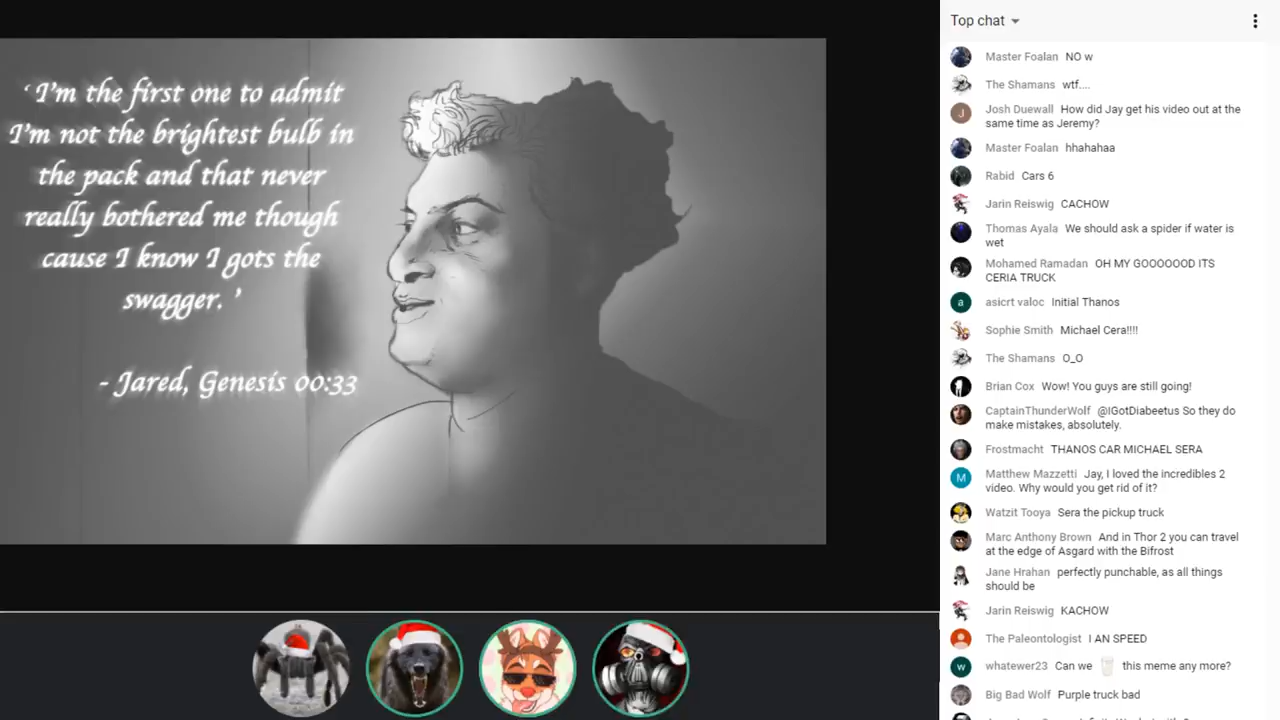 ‘ I'm the first one to admit
I'm not the brightest bulb in
the pack and that never
really bothered me though
cause I know I gots the
swagger. ’
- Jared, Genesis 00:33
Top chat
Master Foalan NO w
The Shamans wtf....
Josh Duewall How did Jay get his video out at the
same time as Jeremy?
Master Foalan hhahahaa
Rabid Cars 6
Jarin Reiswig CACHOW
Thomas Ayala We should ask a spider if water is
wet
Mohamed Ramadan OH MY GOOOOOOD ITS
CERIA TRUCK
a
asicrt valoc Initial Thanos
Sophie Smith Michael Cera!!!!
The Shamans O_O
Brian Cox Wow! You guys are still going!
CaptainThunderWolf @IGotDiabeetus So they do
make mistakes, absolutely.
Frostmacht THANOS CAR MICHAEL SERA
M
Matthew Mazzetti Jay, I loved the incredibles 2
video. Why would you get rid of it?
Watzit Tooya Sera the pickup truck
Marc Anthony Brown And in Thor 2 you can travel
at the edge of Asgard with the Bifrost
Jane Hrahan perfectly punchable, as all things
should be
Jarin Reiswig KACHOW
The Paleontologist I AN SPEED
w
whatewer23 Can we this meme any more?
Big Bad Wolf Purple truck bad